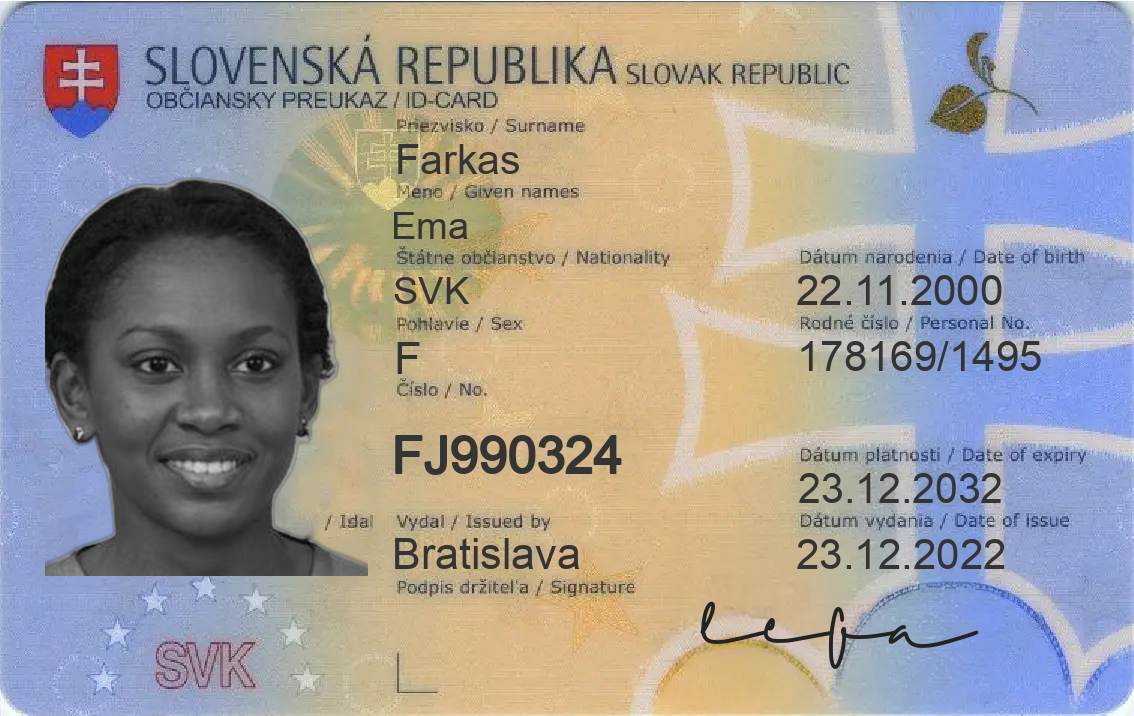 SLOVENSKÁ REPUBLIKA SLOVAK REPUBLIC
OBČIANSKY PREUKAZ / ID-CARD
Priezvisko / Surname
Farkas
Meno / Given names
Ema
Štátne občianstvo / Nationality
SVK
Dátum narodenia / Date of birth
22.11.2000
Pohlavie / Sex
F
Rodné číslo / Personal No.
178169/1495
Číslo / No.
FJ990324
Dátum platnosti / Date of expiry
23.12.2032
Vydal / Issued by
Bratislava
Dátum vydania / Date of issue
23.12.2022
Podpis držiteľa / Signature
SVK